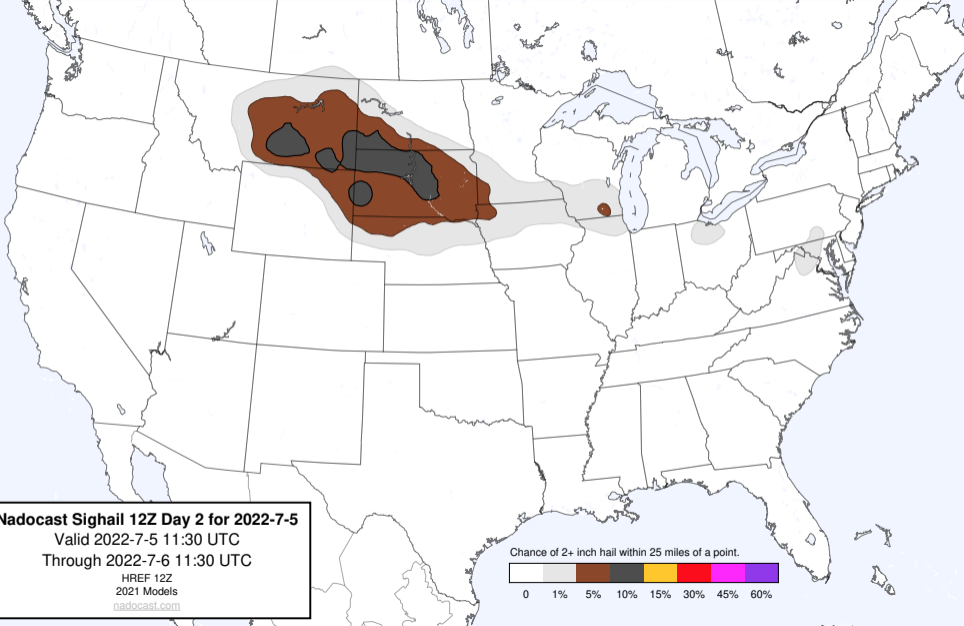 Nadocast Sighail 12Z Day 2 for 2022-7-5
Valid 2022-7-5 11:30 UTC
Through 2022-7-6 11:30 UTC
HREF 12Z
2021 Models
nadocast.com
Chance of 2+ inch hail within 25 miles of a point.
0 1% 5% 10% 15% 30% 45% 60%